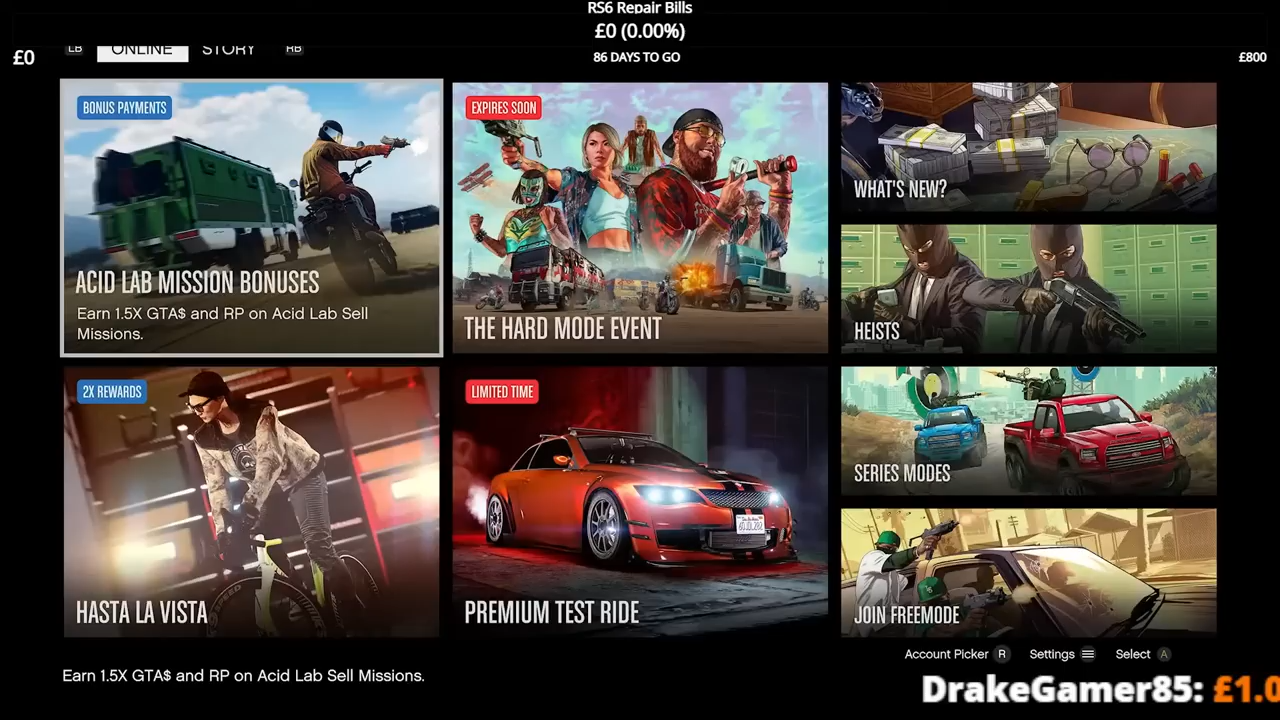 RS6 Repair Bills
£0 (0.00%)
£0
86 DAYS TO GO
£800
LB
ONLINE
STORY
RB
BONUS PAYMENTS
ACID LAB MISSION BONUSES
Earn 1.5X GTA$ and RP on Acid Lab Sell
Missions.
EXPIRES SOON
THE HARD MODE EVENT
WHAT'S NEW?
HEISTS
2X REWARDS
HASTA LA VISTA
LIMITED TIME
PREMIUM TEST RIDE
SERIES MODES
JOIN FREEMODE
Account Picker R
Settings
Select A
Earn 1.5X GTA$ and RP on Acid Lab Sell Missions.
DrakeGamer85: £1.0